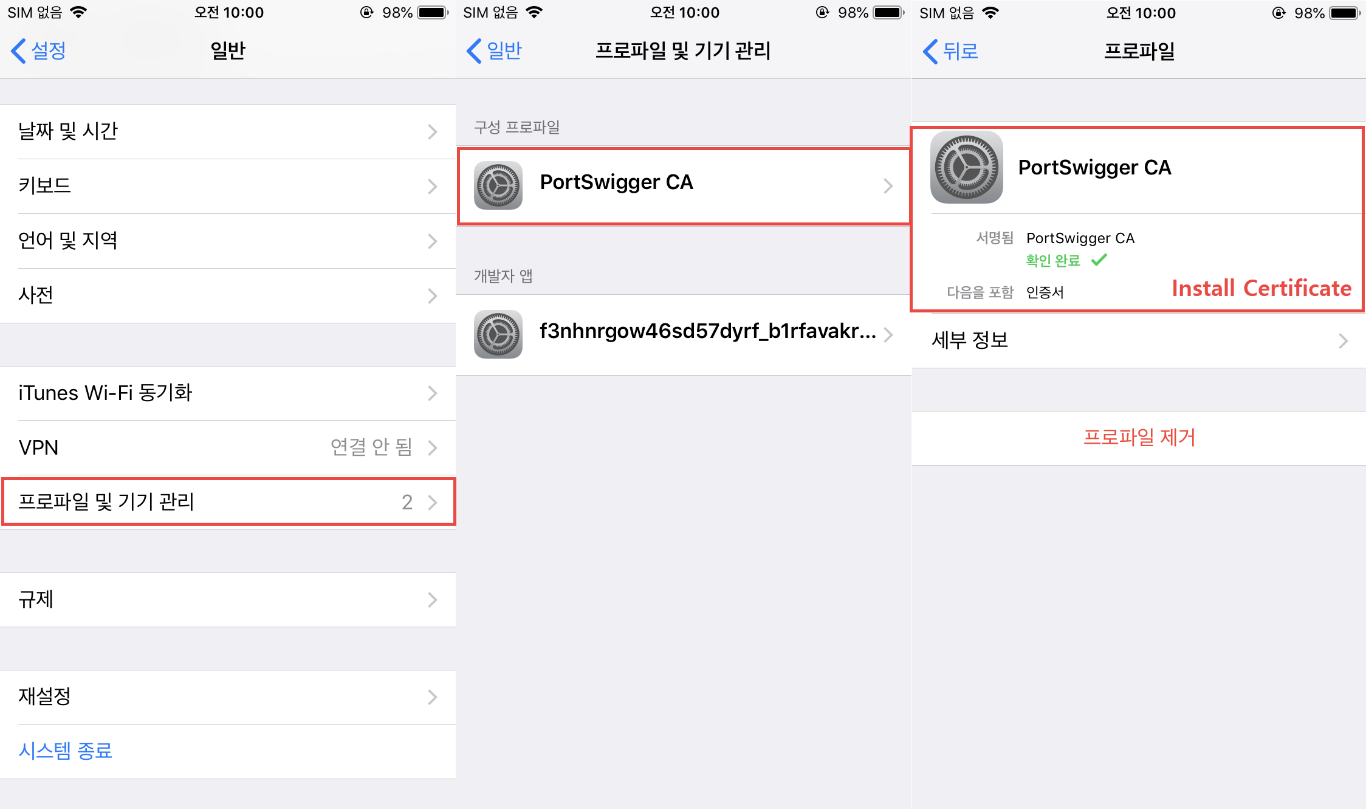 SIM 없음 오전 10:00 98%
설정 일반
날짜 및 시간
키보드
언어 및 지역
사전
iTunes Wi-Fi 동기화
VPN 연결 안 됨
프로파일 및 기기 관리 2
규제
재설정
시스템 종료
SIM 없음 오전 10:00 98%
일반 프로파일 및 기기 관리
구성 프로파일
PortSwigger CA
개발자 앱
f3nhnrgow46sd57dyrf_b1rfavakr...
SIM 없음 오전 10:00 98%
뒤로 프로파일
PortSwigger CA
서명됨 PortSwigger CA
확인 완료
다음을 포함 인증서
Install Certificate
세부 정보
프로파일 제거